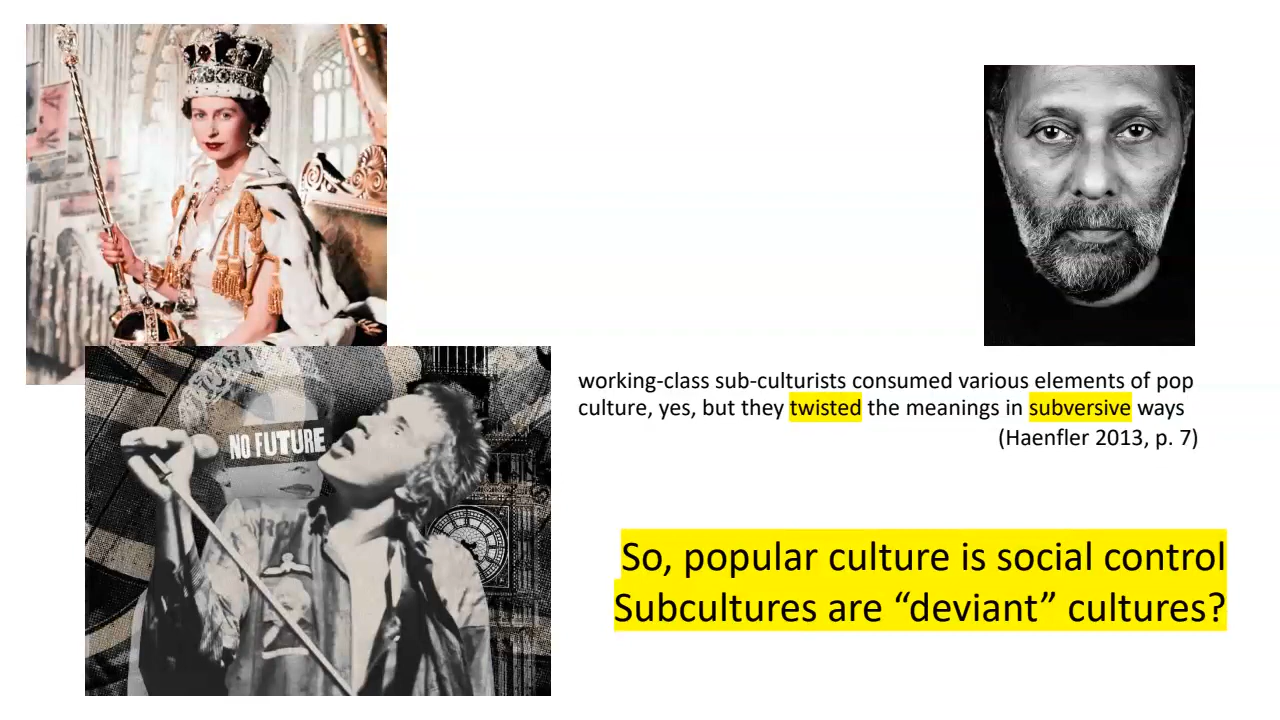 NO FUTURE
working-class sub-culturists consumed various elements of pop
culture, yes, but they twisted the meanings in subversive ways
(Haenfler 2013, p. 7)
So, popular culture is social control
Subcultures are “deviant” cultures?